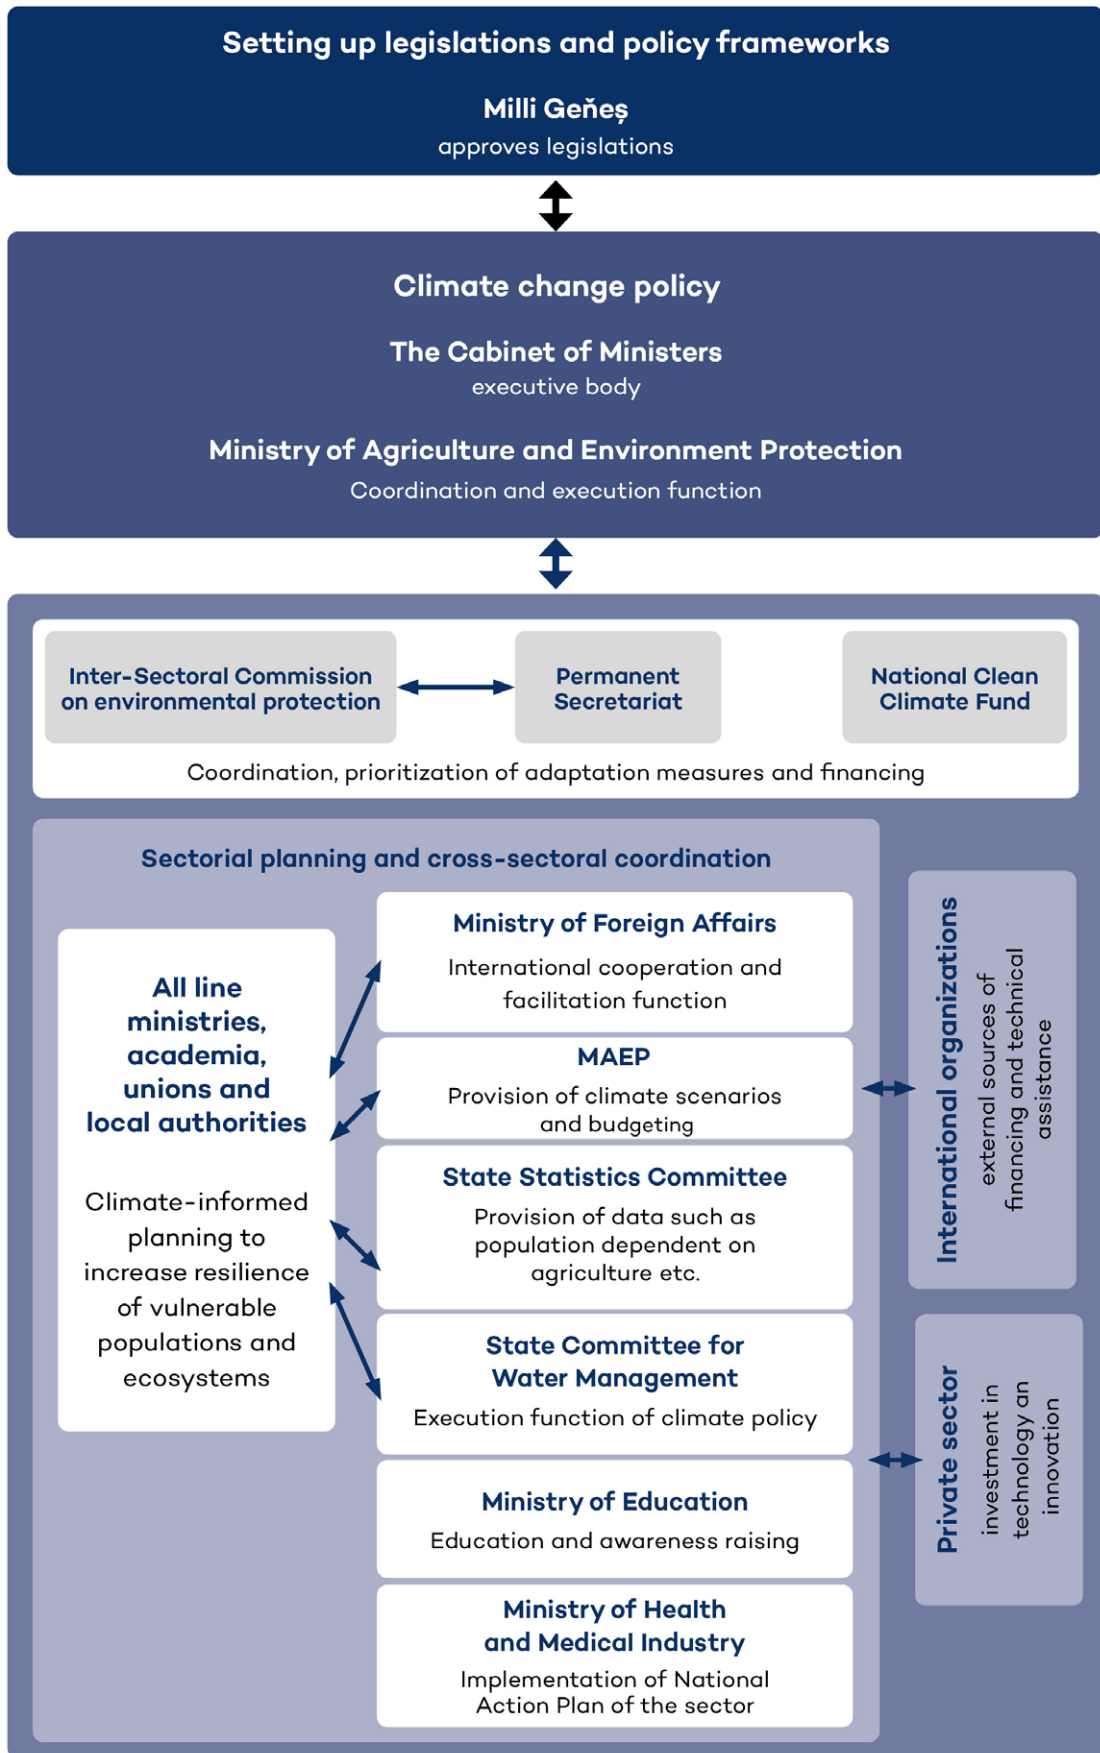 Setting up legislations and policy frameworks
Milli Geňeș
approves legislations
Climate change policy
The Cabinet of Ministers
executive body
Ministry of Agriculture and Environment Protection
Coordination and execution function
Inter-Sectoral Commission
on environmental protection
Permanent
Secretariat
National Clean
Climate Fund
Coordination, prioritization of adaptation measures and financing
Sectorial planning and cross-sectoral coordination
All line
ministries,
academia,
unions and
local authorities
Climate-informed
planning to
increase resilience
of vulnerable
populations and
ecosystems
Ministry of Foreign Affairs
International cooperation and
facilitation function
MAEP
Provision of climate scenarios
and budgeting
State Statistics Committee
Provision of data such as
population dependent on
agriculture etc.
State Committee for
Water Management
Execution function of climate policy
Ministry of Education
Education and awareness raising
Ministry of Health
and Medical Industry
Implementation of National
Action Plan of the sector
International organizations
external sources of
financing and technical
assistance
Private sector
investment in
technology an
innovation